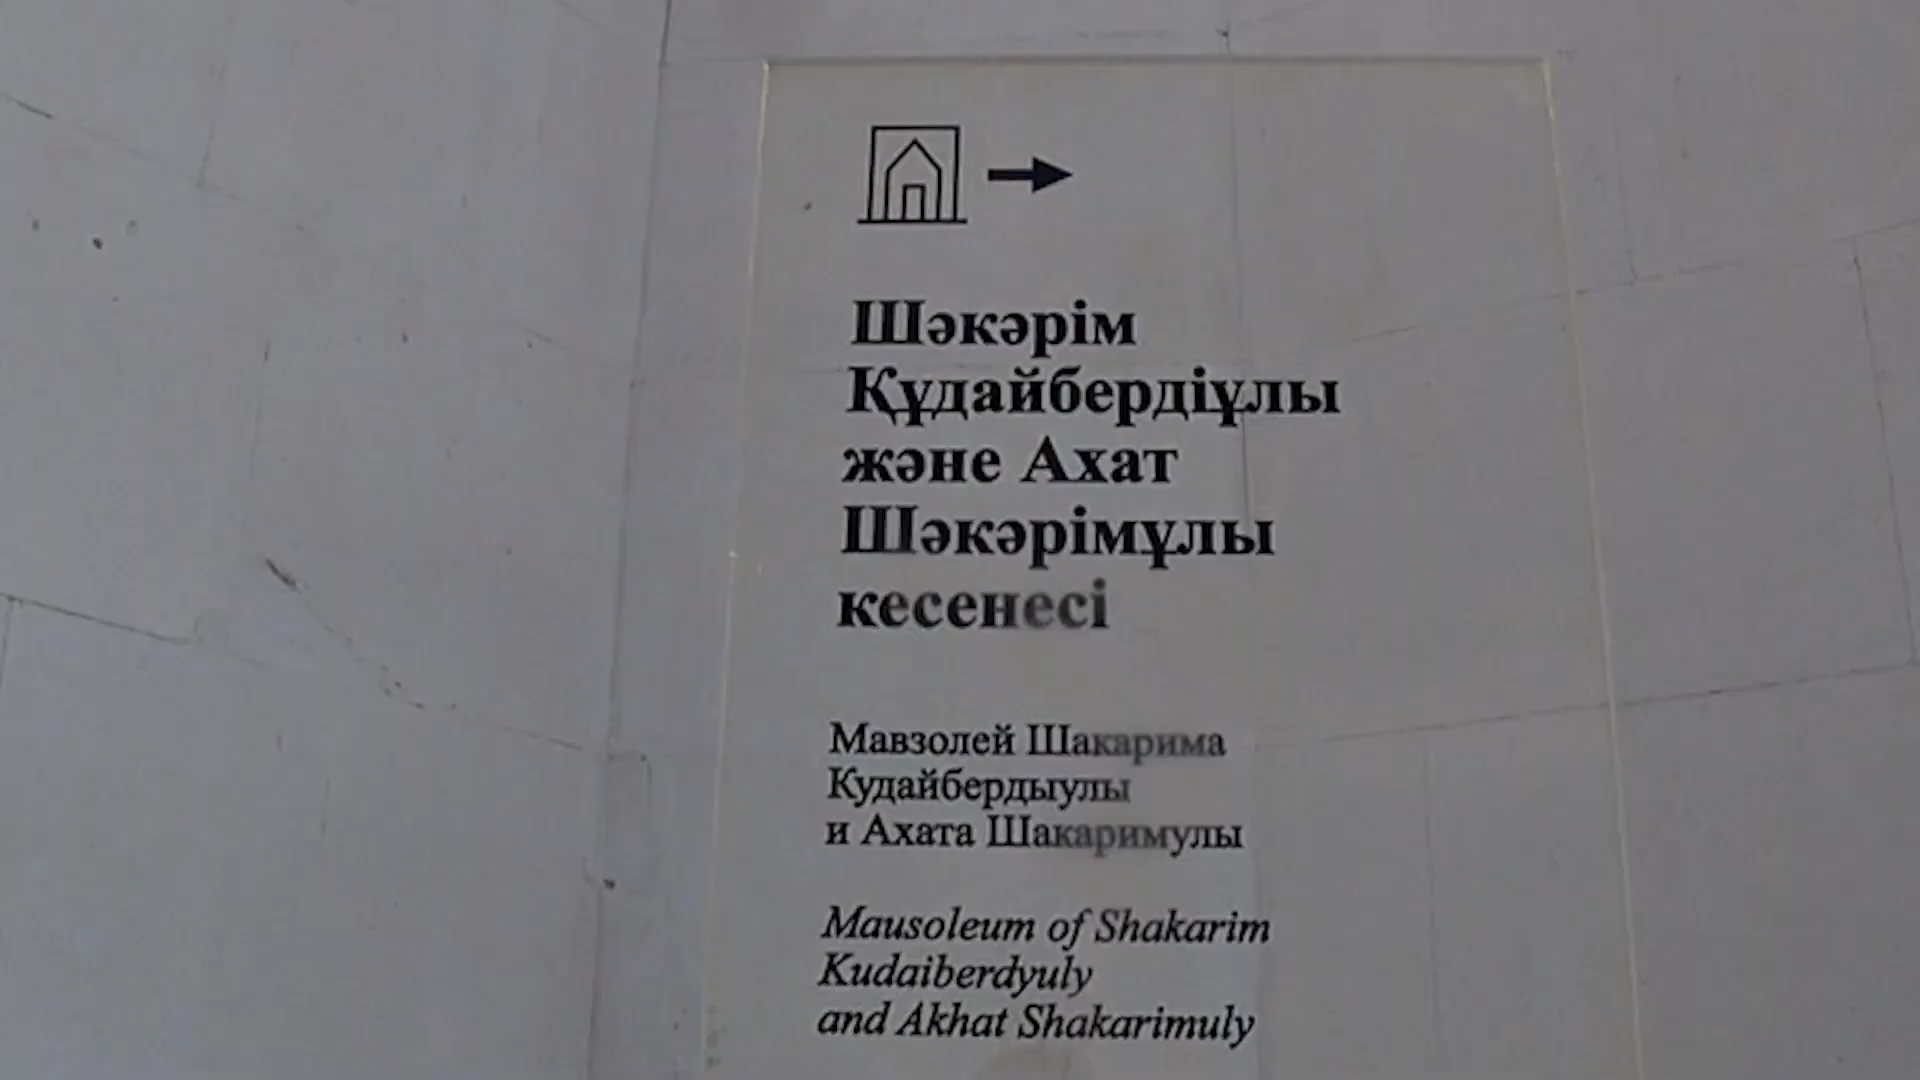 Шәкәрім
Құдайбердіұлы
және Ахат
Шәкәрімұлы
кесенесі
Мавзолей Шакарима
Кудайбердыулы
и Ахата Шакаримулы
Mausoleum of Shakarim
Kudaiberdyuly
and Akhat Shakarimuly